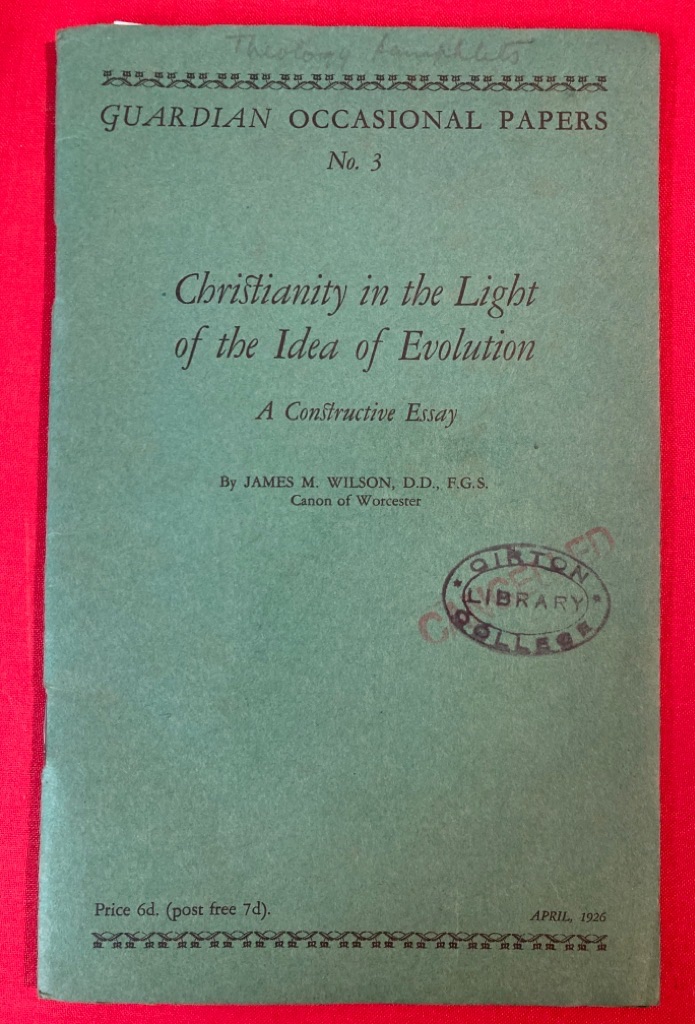 Theology Pamphlets
GUARDIAN OCCASIONAL PAPERS
No. 3
Christianity in the Light
of the Idea of Evolution
A Constructive Essay
By JAMES M. WILSON, D.D., F.G.S.
Canon of Worcester
CANCELLED
GIRTON
LIBRARY
COLLEGE
Price 6d. (post free 7d).
APRIL, 1926